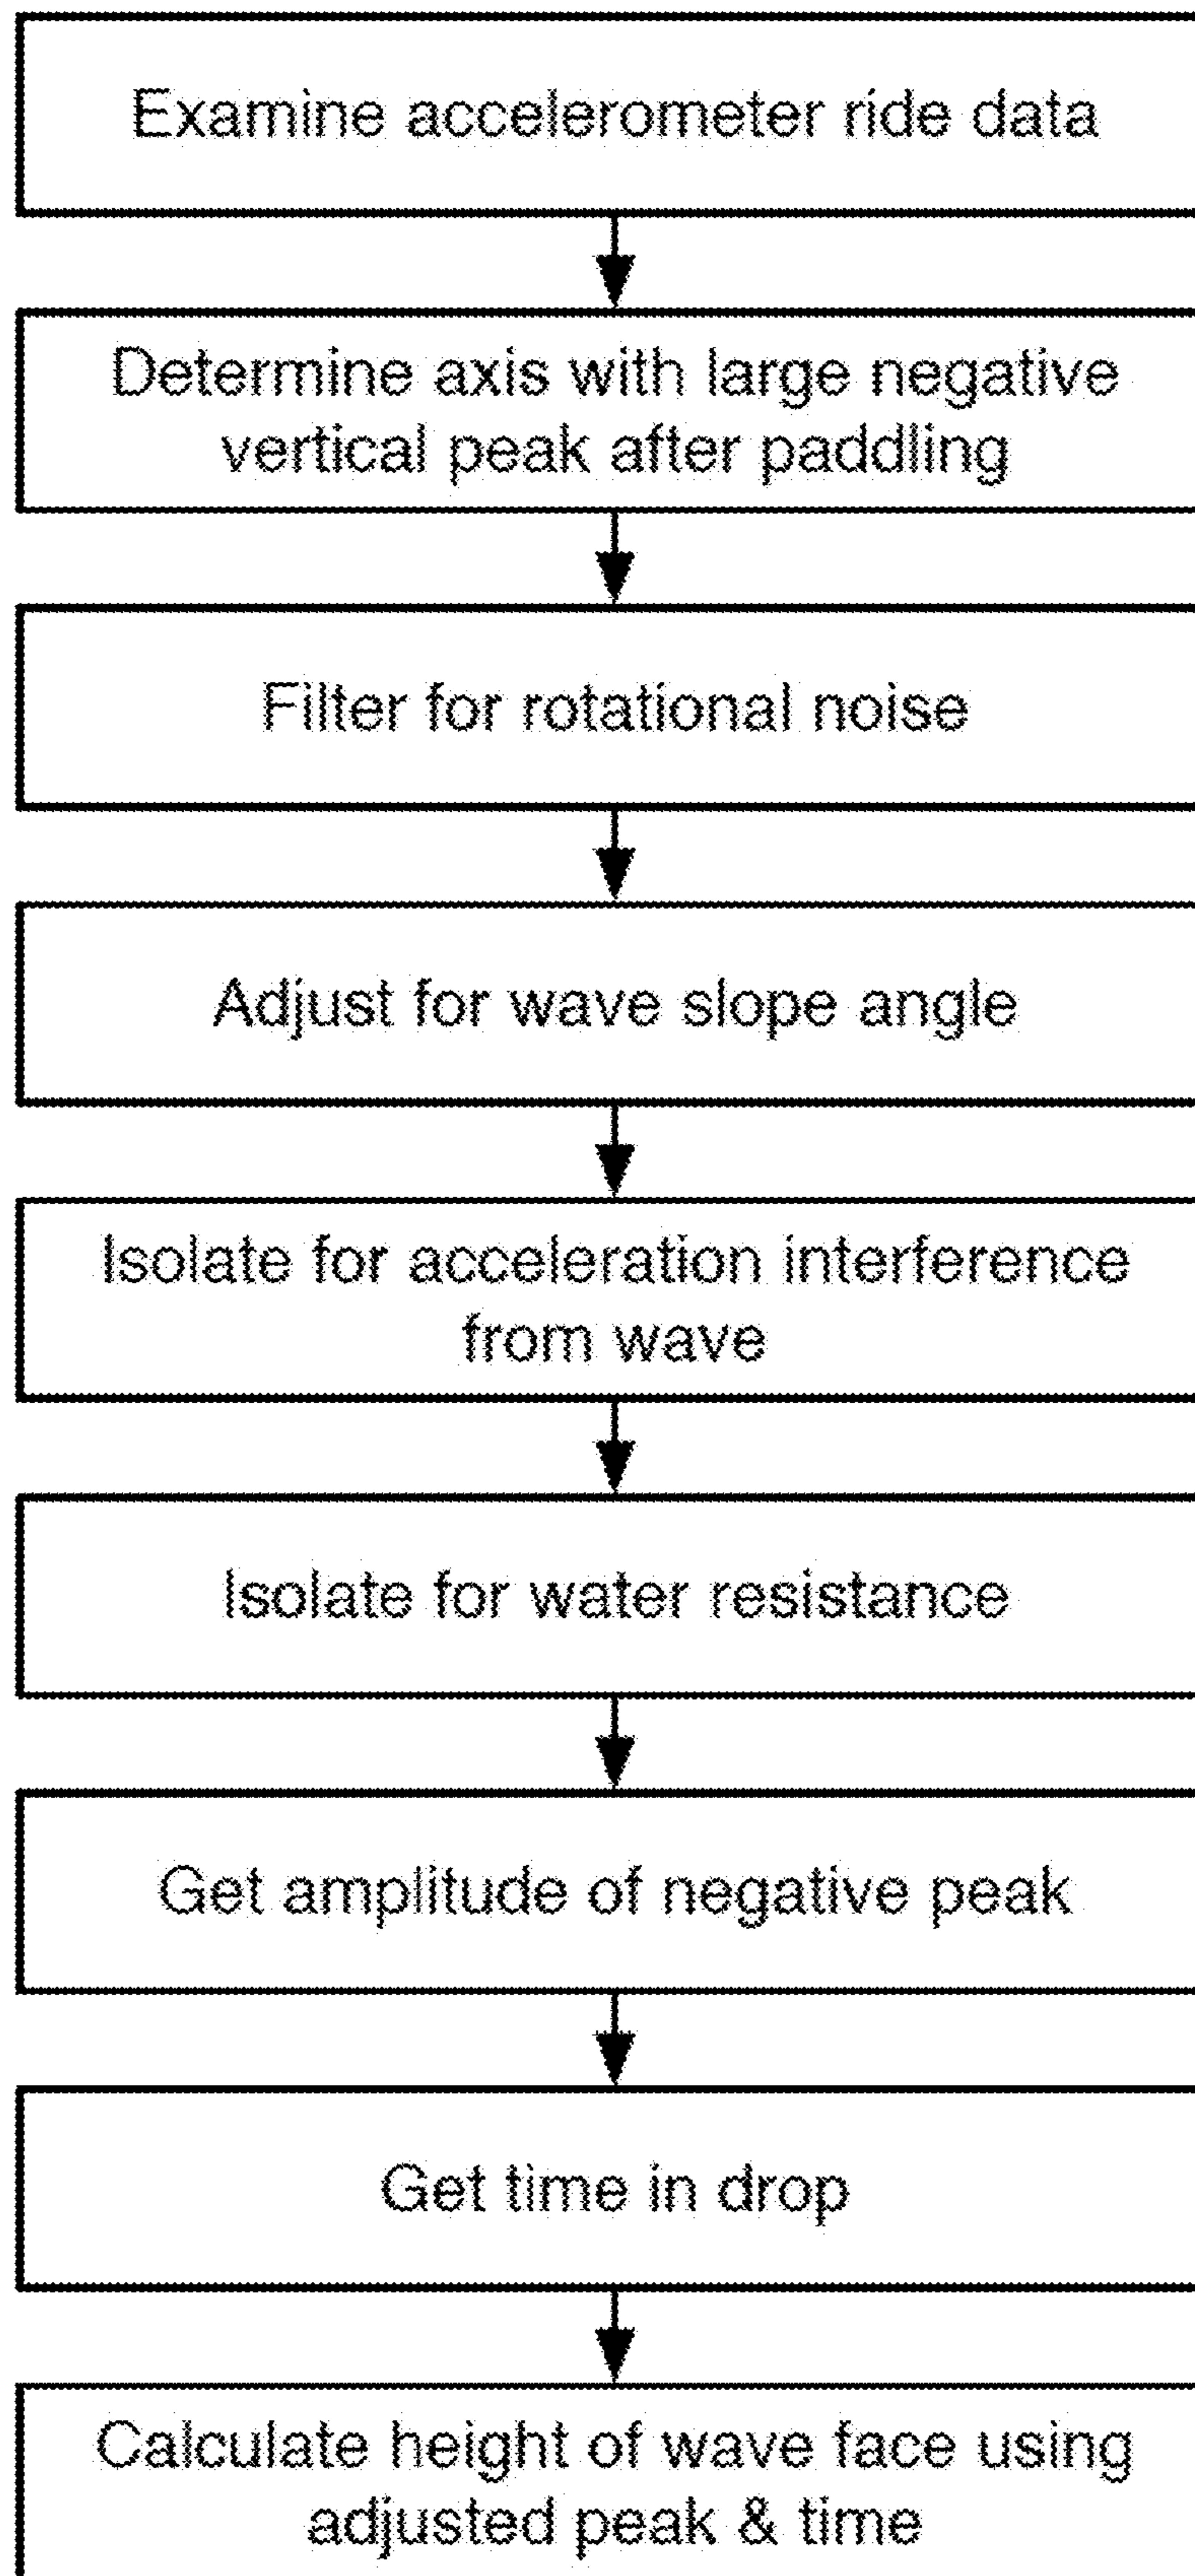 Examine accelerometer ride data
Determine axis with large negative
vertical peak after paddling
Filter for rotational noise
Adjust for wave slope angle
Isolate for acceleration interference
from wave
Isolate for water resistance
Get amplitude of negative peak
Get time in drop
Calculate height of wave face using
adjusted peak & time